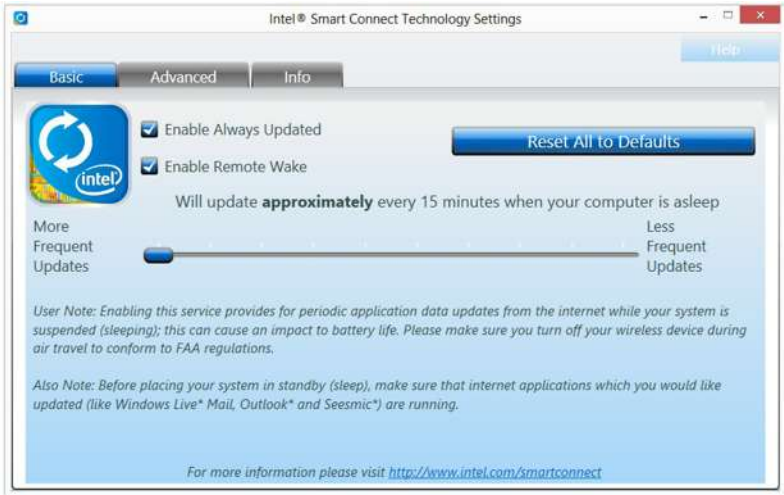 Intel® Smart Connect Technology Settings
Help
Basic Advanced Info
Enable Always Updated
Reset All to Defaults
Enable Remote Wake
intel
Will update approximately every 15 minutes when your computer is asleep
More
Frequent
Updates
Less
Frequent
Updates
User Note: Enabling this service provides for periodic application data updates from the internet while your system is
suspended (sleeping); this can cause an impact to battery life. Please make sure you turn off your wireless device during
air travel to conform to FAA regulations.
Also Note: Before placing your system in standby (sleep), make sure that internet applications which you would like
updated (like Windows Live* Mail, Outlook* and Seesmic*) are running.
For more information please visit http://www.intel.com/smartconnect